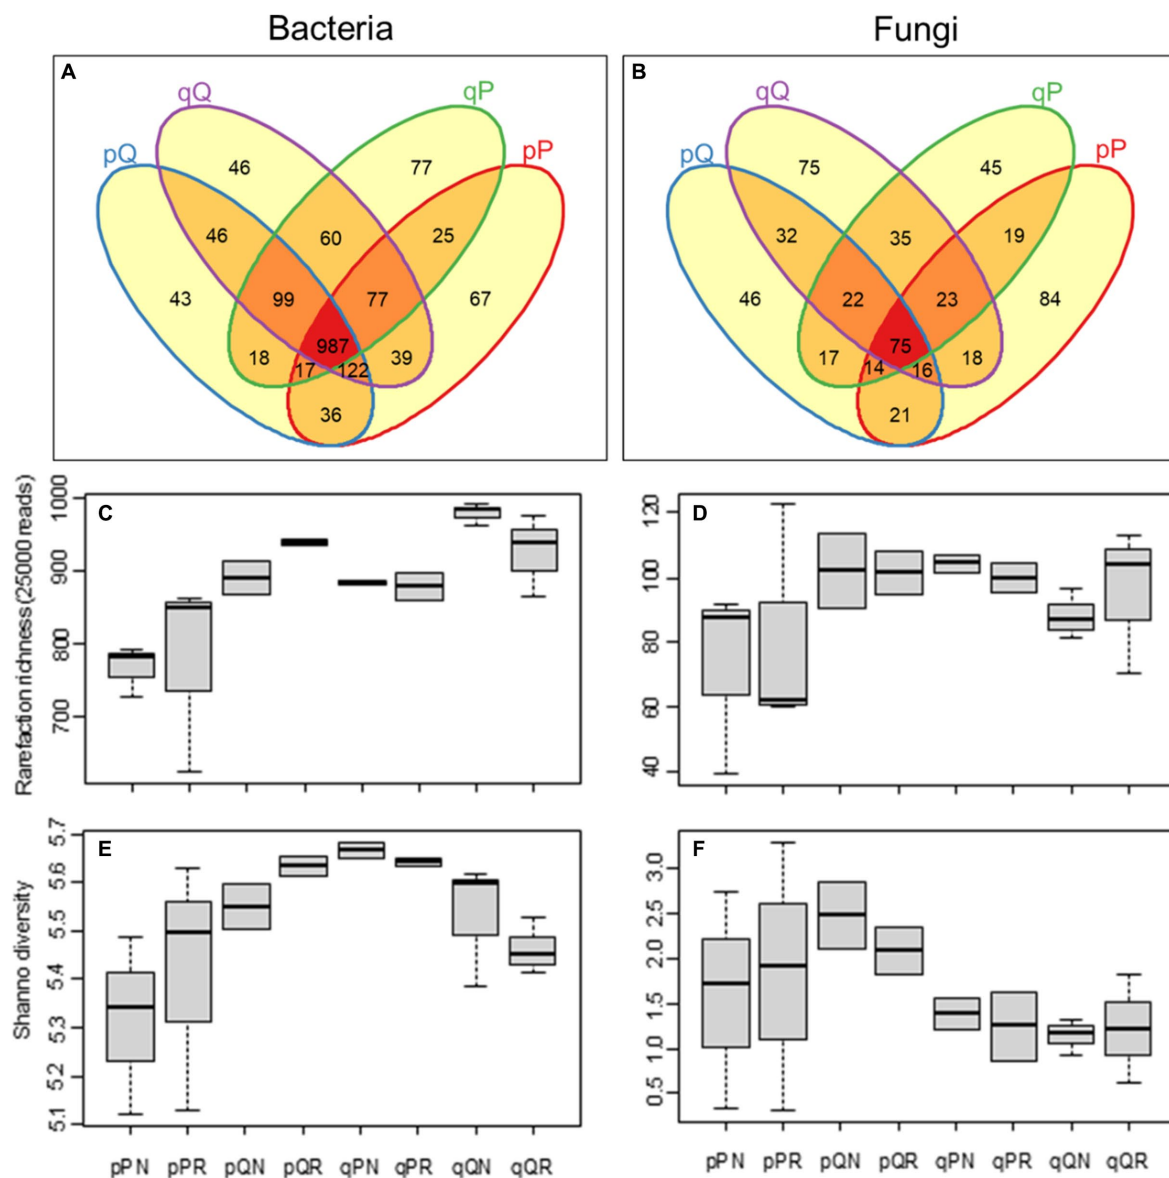 Bacteria Fungi
A B
qQ qP qQ qP
pQ pP pQ pP
46 77 75 45
46 60 25 32 35 19
43 99 77 67 46 22 23 84
987 75
18 39 17 18
17 122 14 16
36 21
Rarefaction richness (25000 reads)
C
1000
900
800
700
D
120
100
80
60
40
Shanno diversity
E
5.7
5.6
5.5
5.4
5.3
5.2
5.1
F
3.0
2.5
2.0
1.5
1.0
0.5
pPN pPR pQN pQR qPN qPR qQN qQR
pPN pPR pQN pQR qPN qPR qQN qQR